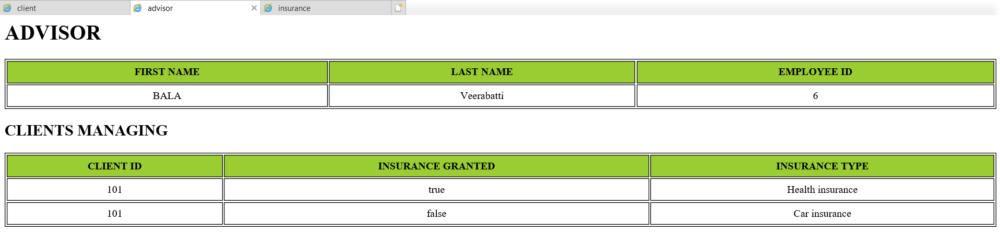 client advisor insurance
ADVISOR
FIRST NAME LAST NAME EMPLOYEE ID
BALA Veerabatti 6
CLIENTS MANAGING
CLIENT ID INSURANCE GRANTED INSURANCE TYPE
101 true Health insurance
101 false Car insurance